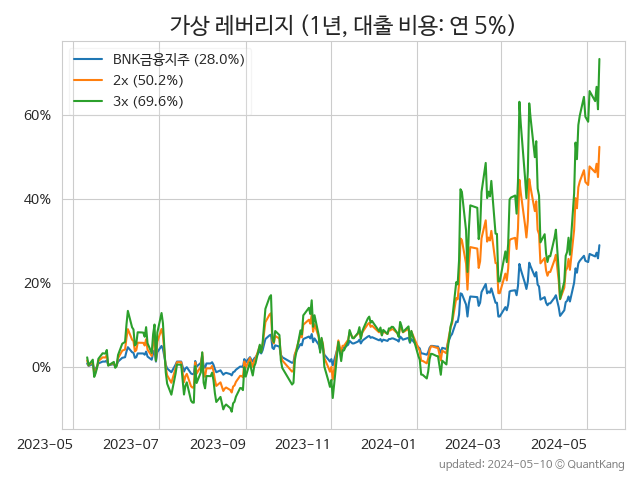 가상 레버리지 (1년, 대출 비용: 연 5%)
BNK금융지주 (28.0%)
2x (50.2%)
3x (69.6%)
60%
40%
20%
0%
2023-05 2023-07 2023-09 2023-11 2024-01 2024-03 2024-05
updated: 2024-05-10 © QuantKang